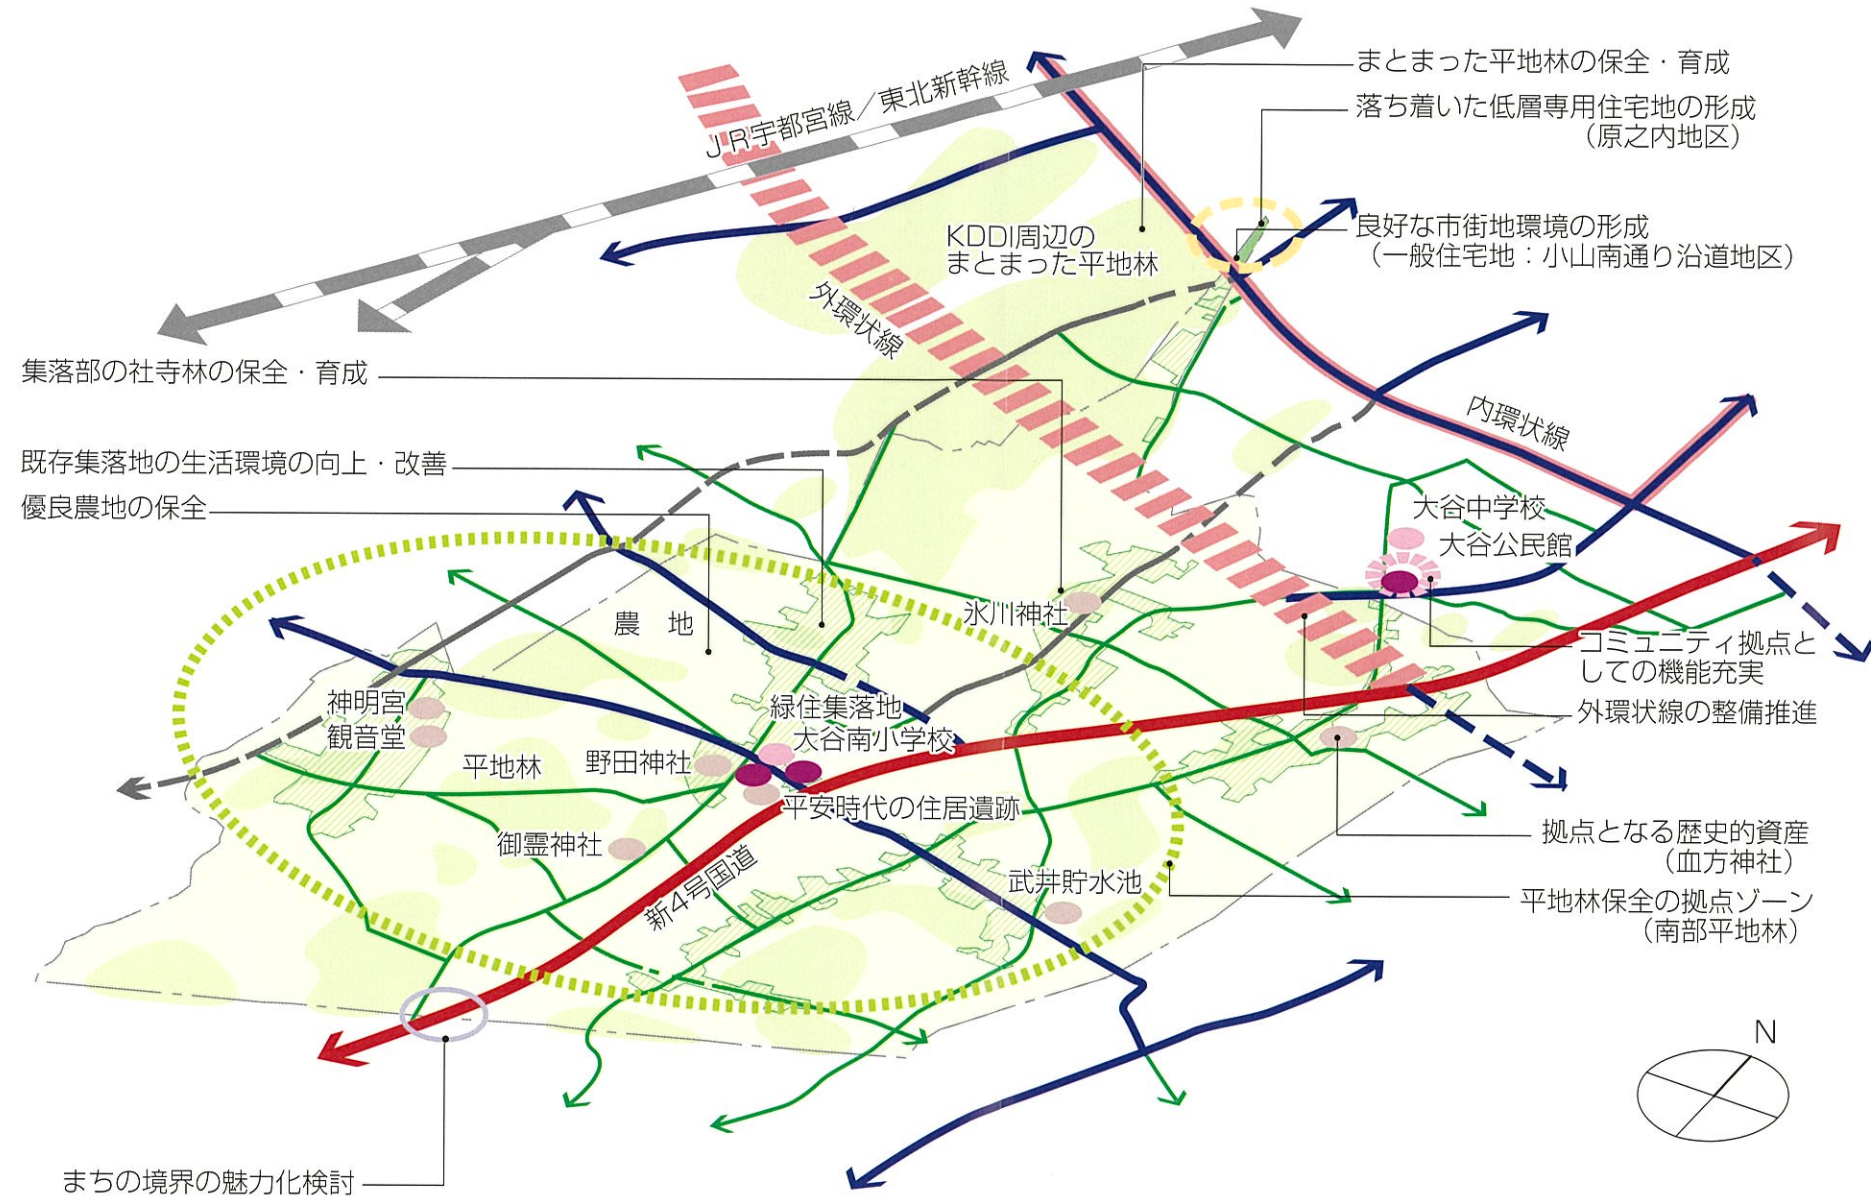 JR宇都宮線／東北新幹線
まとまった平地林の保全・育成
落ち着いた低層専用住宅地の形成
（原之内地区）
KDDI周辺の
まとまった平地林
良好な市街地環境の形成
（一般住宅地：小山南通り沿道地区）
外環状線
集落部の社寺林の保全・育成
内環状線
既存集落地の生活環境の向上・改善
優良農地の保全
大谷中学校
大谷公民館
農　地
氷川神社
コミュニティ拠点と
しての機能充実
神明宮
観音堂
緑住集落地
大谷南小学校
外環状線の整備推進
平地林
野田神社
平安時代の住居遺跡
御霊神社
新4号国道
武井貯水池
拠点となる歴史的資産
（血方神社）
平地林保全の拠点ゾーン
（南部平地林）
N
まちの境界の魅力化検討